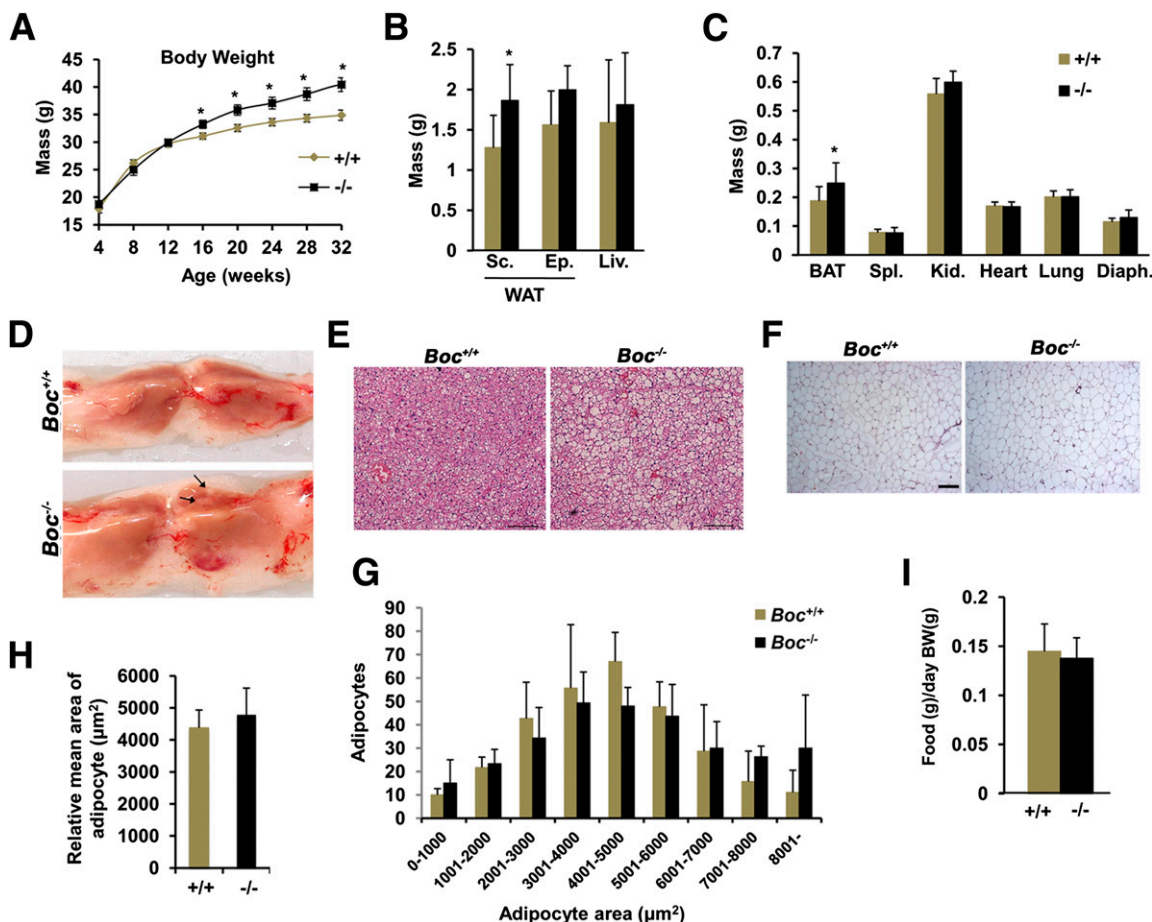 A
Body Weight
Mass (g)
40
35
30
25
20
15
45
* * * * *
+/+
-/-
4 8 12 16 20 24 28 32
Age (weeks)
B
Mass (g)
2.5
2
1.5
1
0.5
0
*
Sc. Ep. Liv.
WAT
C
Mass (g)
0.7
0.6
0.5
0.4
0.3
0.2
0.1
0
*
+/+
-/-
BAT Spl. Kid. Heart Lung Diaph.
D
Boc+/+
Boc-/-
E
Boc+/+ Boc-/-
F
Boc+/+ Boc-/-
G
Adipocytes
90
80
70
60
50
40
30
20
10
0
Boc+/+
Boc-/-
0-1000 1001-2000 2001-3000 3001-4000 4001-5000 5001-6000 6001-7000 7001-8000 8001-
Adipocyte area (µm²)
H
Relative mean area of
adipocyte (µm²)
6000
5000
4000
3000
2000
1000
0
+/+ -/-
I
Food (g)/day BW(g)
0.2
0.15
0.1
0.05
0
+/+ -/-